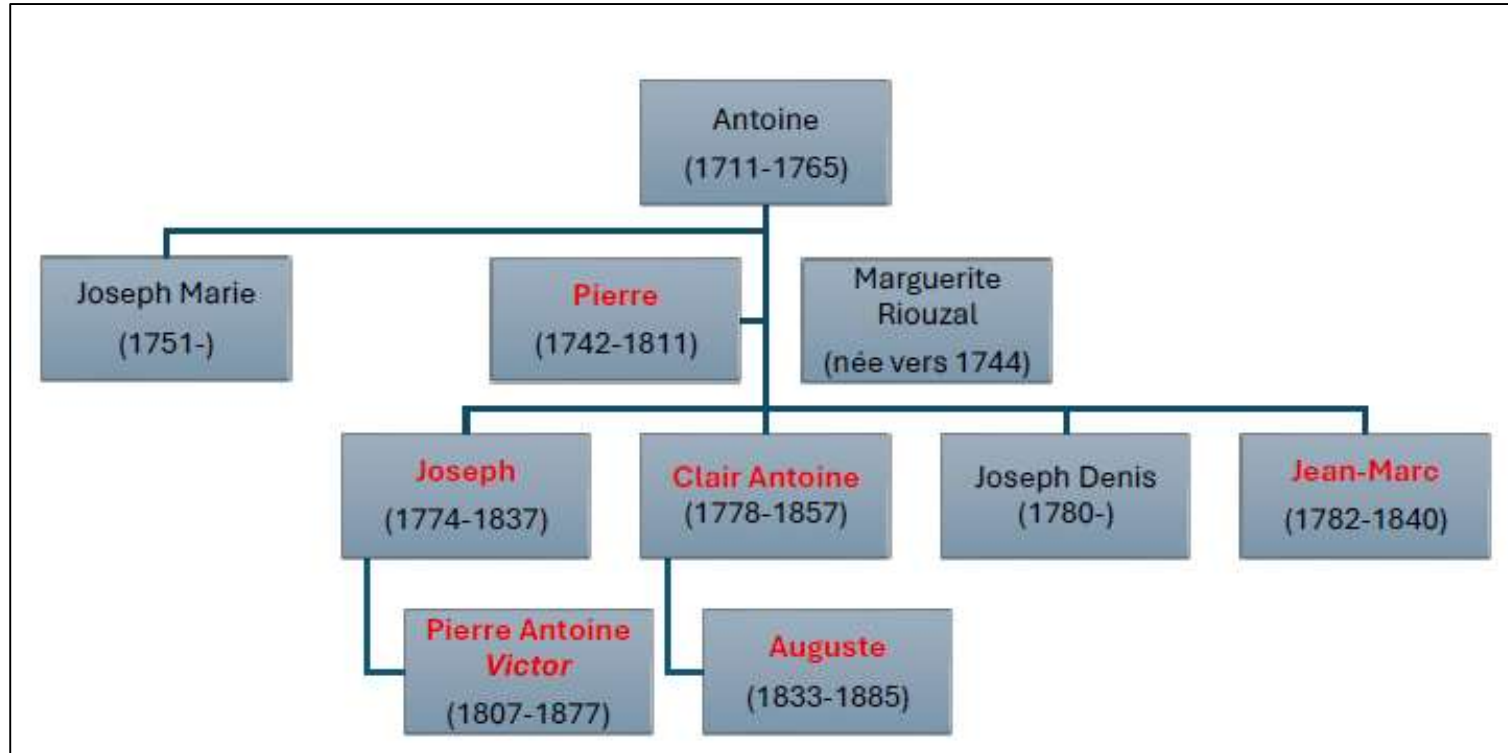 Antoine
(1711-1765)
Joseph Marie
(1751-)
Pierre
(1742-1811)
Marguerite
Riouzal
(née vers 1744)
Joseph
(1774-1837)
Clair Antoine
(1778-1857)
Joseph Denis
(1780-)
Jean-Marc
(1782-1840)
Pierre Antoine
Victor
(1807-1877)
Auguste
(1833-1885)